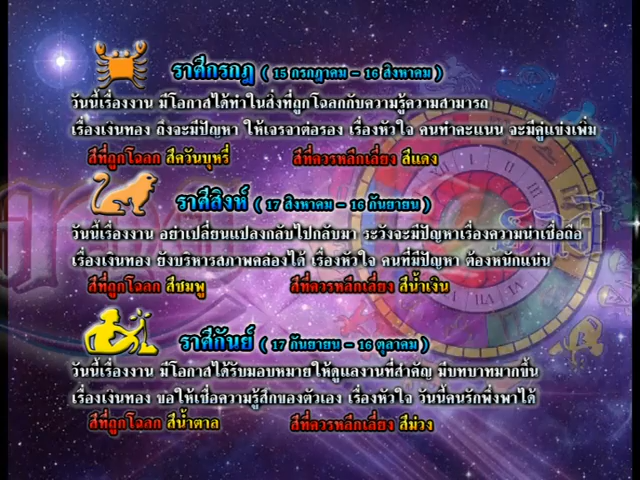 ราศีกรกฎ ( 15 กรกฎาคม - 16 สิงหาคม )
วันนี้เรื่องงาน มีโอกาสได้ทำในสิ่งที่ถูกโฉลกกับความรู้ความสามารถ
เรื่องเงินทอง ถึงจะมีปัญหา ให้เจรจาต่อรอง เรื่องหัวใจ คนทำคะแนน จะมีคู่แข่งเพิ่ม
สีที่ถูกโฉลก สีควันบุหรี่ สีที่ควรหลีกเลี่ยง สีแดง
ราศีสิงห์ ( 17 สิงหาคม - 16 กันยายน )
วันนี้เรื่องงาน อย่าเปลี่ยนแปลงกลับไปกลับมา ระวังจะมีปัญหาเรื่องความน่าเชื่อถือ
เรื่องเงินทอง ยังบริหารสภาพคล่องได้ เรื่องหัวใจ คนที่มีปัญหา ต้องหนักแน่น
สีที่ถูกโฉลก สีชมพู สีที่ควรหลีกเลี่ยง สีน้ำเงิน
ราศีกันย์ ( 17 กันยายน - 16 ตุลาคม )
วันนี้เรื่องงาน มีโอกาสได้รับมอบหมายให้ดูแลงานที่สำคัญ มีบทบาทมากขึ้น
เรื่องเงินทอง ขอให้เชื่อความรู้สึกของตัวเอง เรื่องหัวใจ วันนี้คนรักพึ่งพาได้
สีที่ถูกโฉลก สีน้ำตาล สีที่ควรหลีกเลี่ยง สีม่วง